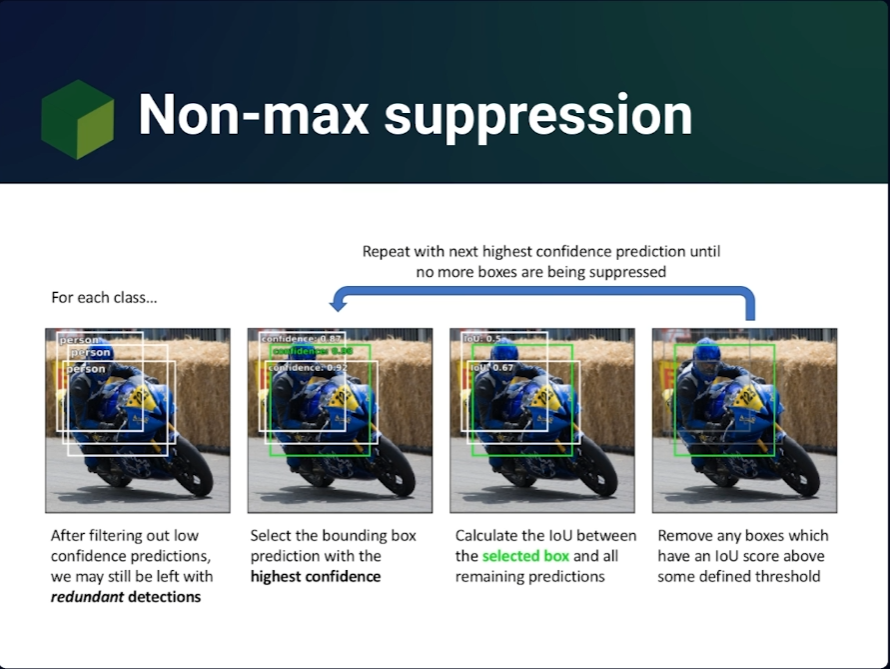 Non-max suppression
Repeat with next highest confidence prediction until
no more boxes are being suppressed
For each class...
person
person
person
confidence: 0.87
confidence: 0.98
confidence: 0.92
IoU: 0.5
IoU: 0.67
After filtering out low
confidence predictions,
we may still be left with
redundant detections
Select the bounding box
prediction with the
highest confidence
Calculate the IoU between
the selected box and all
remaining predictions
Remove any boxes which
have an IoU score above
some defined threshold